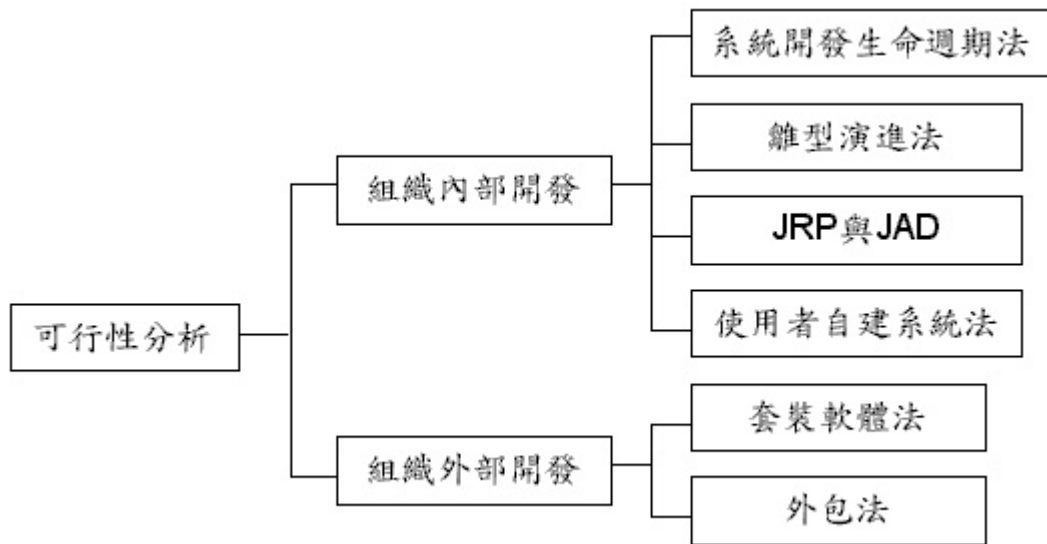 可行性分析
組織內部開發
系統開發生命週期法
雛型演進法
JRP與JAD
使用者自建系統法
組織外部開發
套裝軟體法
外包法